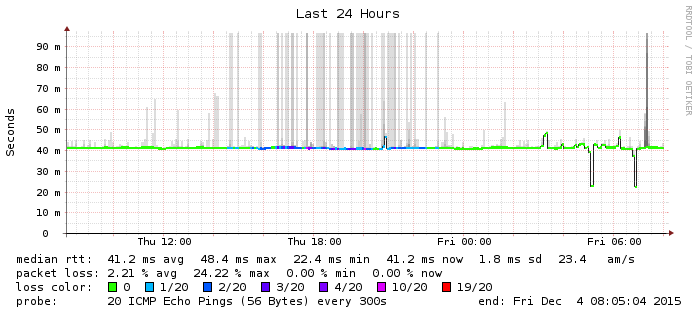 Last 24 Hours
RRDTOOL / TOBI OETIKER
Seconds
90 m
80 m
70 m
60 m
50 m
40 m
30 m
20 m
10 m
0
Thu 12:00 Thu 18:00 Fri 00:00 Fri 06:00
median rtt: 41.2 ms avg 48.4 ms max 22.4 ms min 41.2 ms now 1.8 ms sd 23.4 am/s
packet loss: 2.21 % avg 24.22 % max 0.00 % min 0.00 % now
loss color: 0 1/20 2/20 3/20 4/20 10/20 19/20
probe: 20 ICMP Echo Pings (56 Bytes) every 300s end: Fri Dec 4 08:05:04 2015